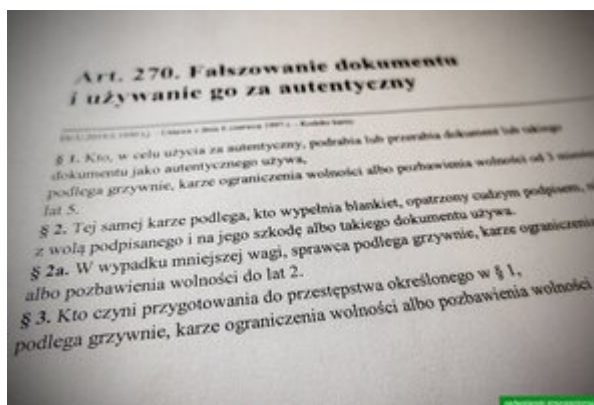 Art. 270. Fałszowanie dokumentu
i używanie go za autentyczny
§ 1. Kto, w celu użycia za autentyczny, podrabia lub przerabia dokument lub takiego
dokumentu jako autentycznego używa,
podlega grzywnie, karze ograniczenia wolności albo pozbawienia wolności od 3
lat 5.
§ 2. Tej samej karze podlega, kto wypełnia blankiet, opatrzony cudzym podpisem,
z wolą podpisanego i na jego szkodę albo takiego dokumentu używa.
§ 2a. W wypadku mniejszej wagi, sprawca podlega grzywnie, karze ograniczenia
albo pozbawienia wolności do lat 2.
§ 3. Kto czyni przygotowania do przestępstwa określonego w § 1,
podlega grzywnie, karze ograniczenia wolności albo pozbawienia wolności